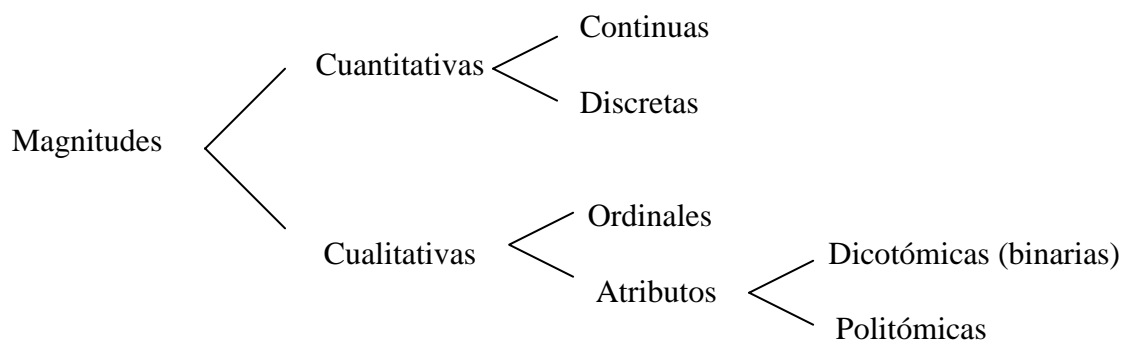 Continuas
Cuantitativas
Discretas
Magnitudes
Ordinales
Cualitativas
Dicotómicas (binarias)
Atributos
Politómicas